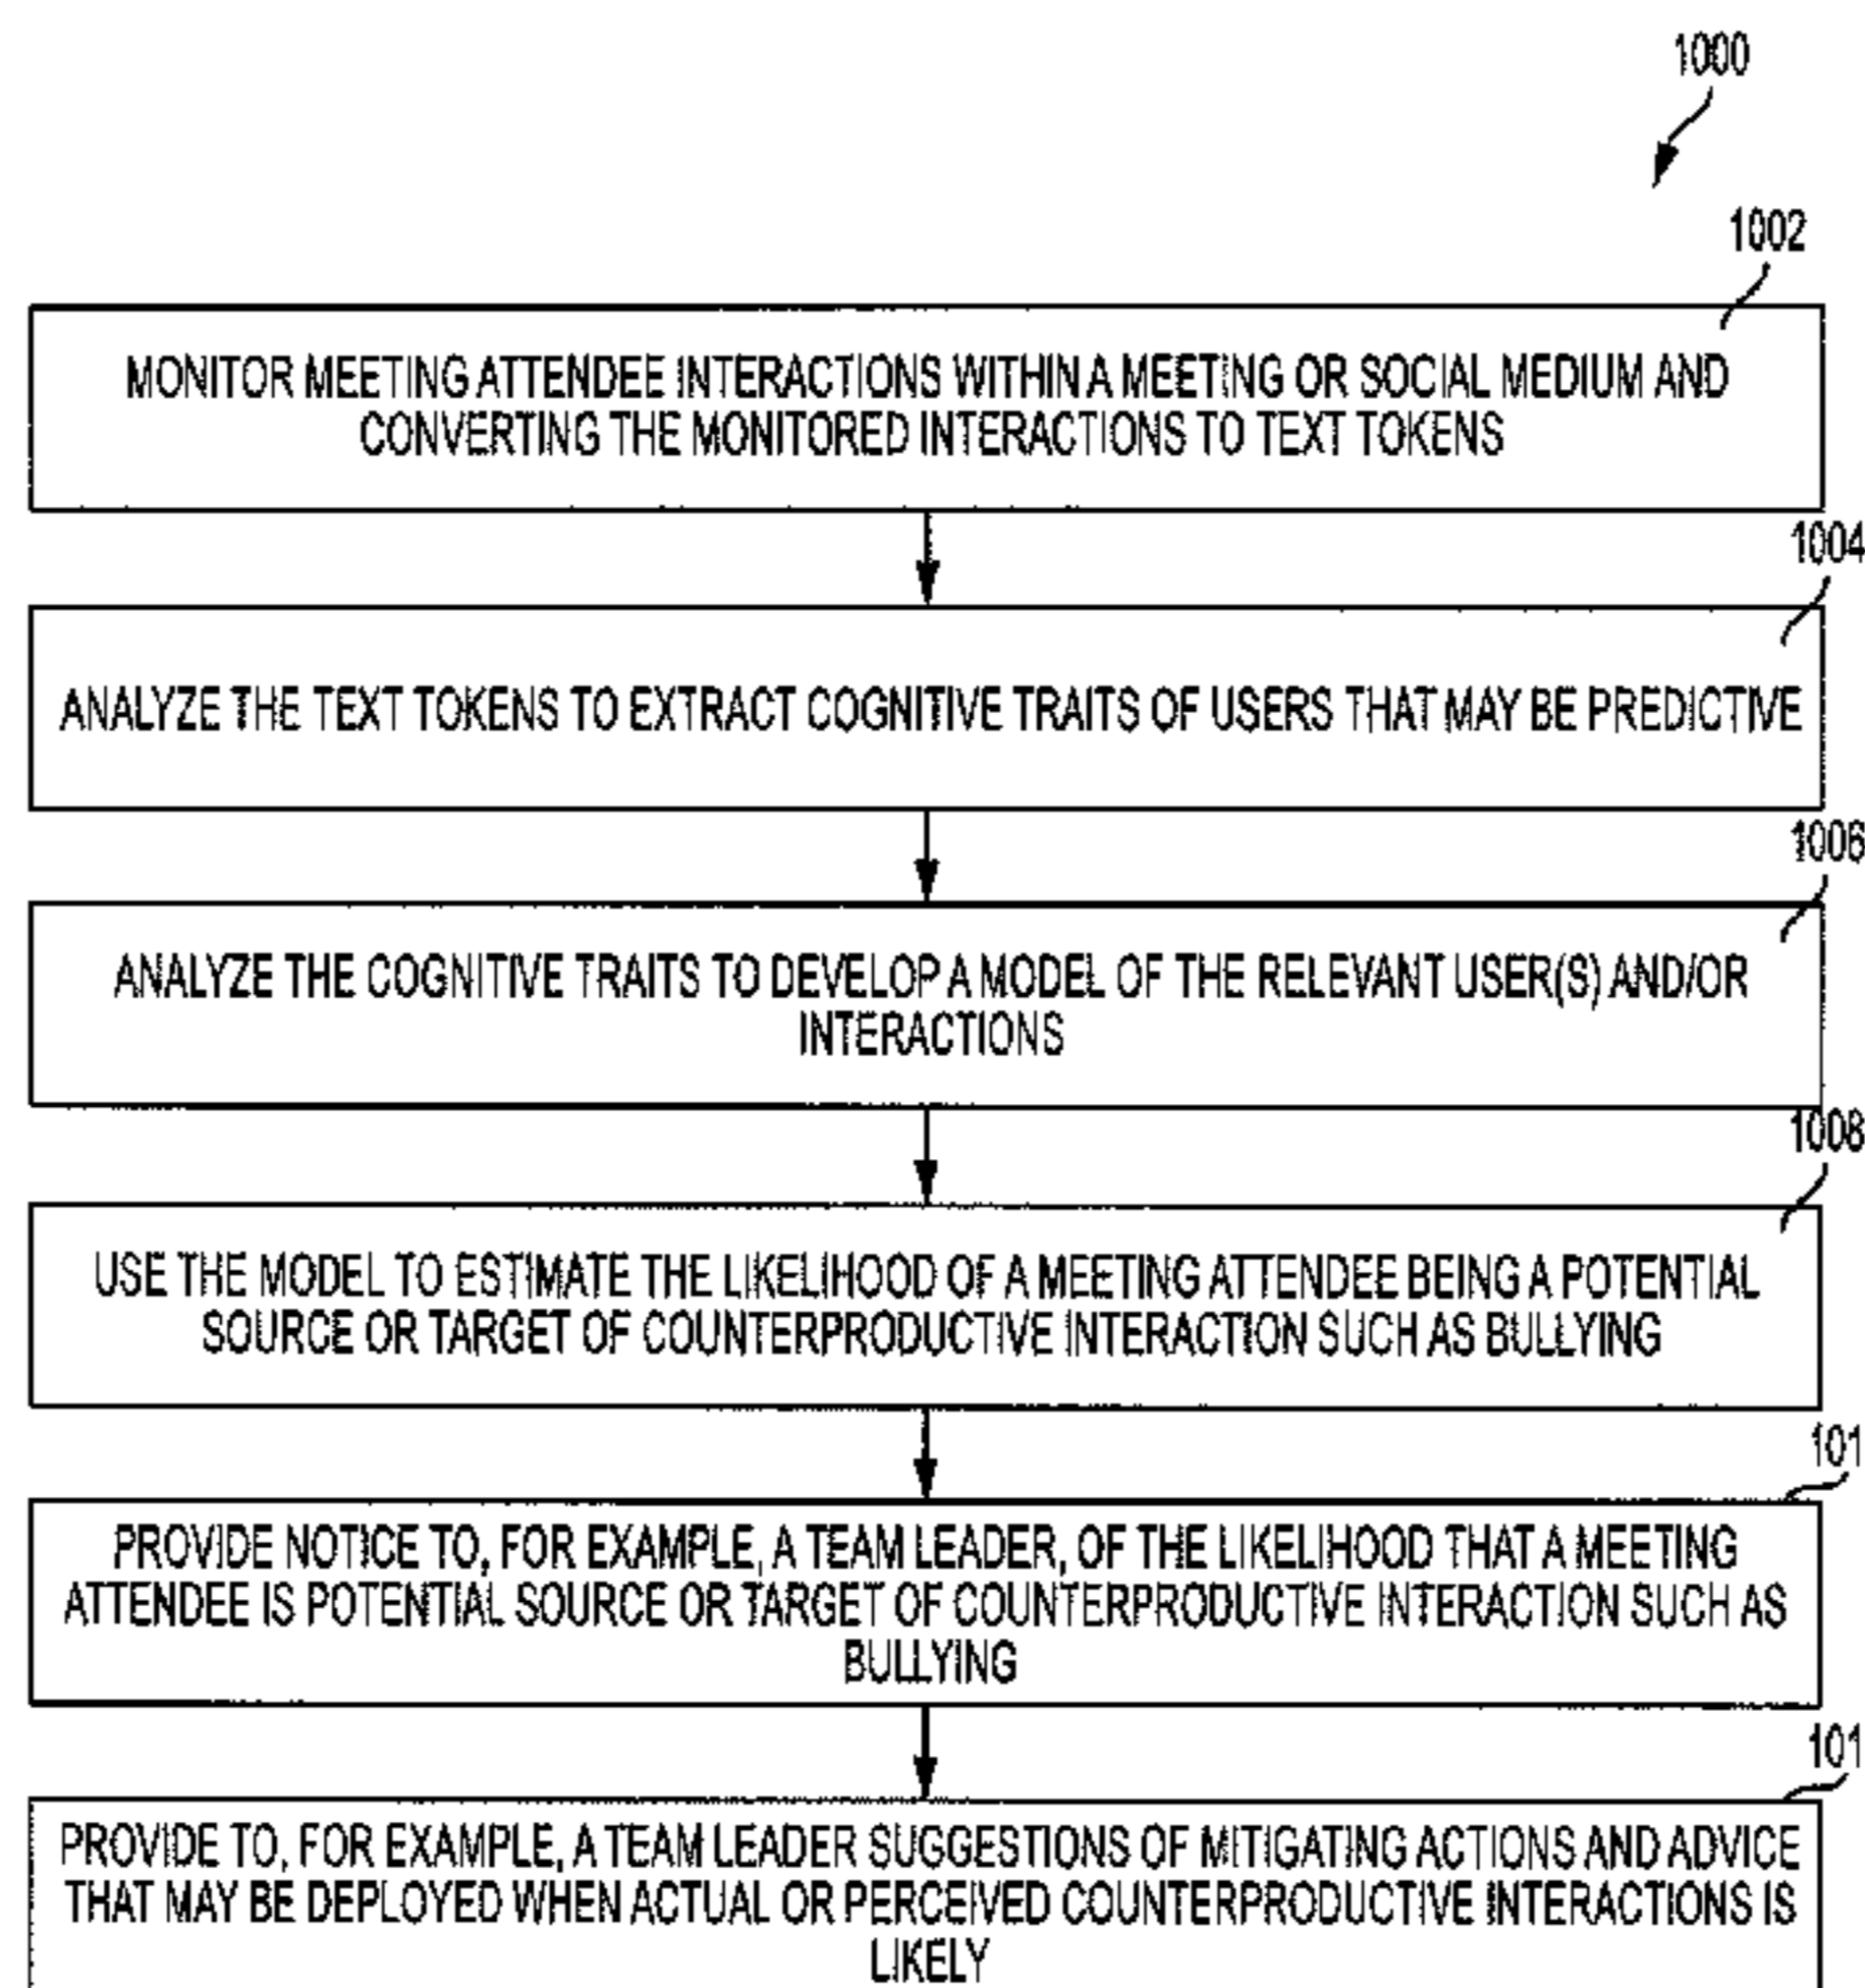 1000
1002
MONITOR MEETING ATTENDEE INTERACTIONS WITHIN A MEETING OR SOCIAL MEDIUM AND
CONVERTING THE MONITORED INTERACTIONS TO TEXT TOKENS
1004
ANALYZE THE TEXT TOKENS TO EXTRACT COGNITIVE TRAITS OF USERS THAT MAY BE PREDICTIVE
1006
ANALYZE THE COGNITIVE TRAITS TO DEVELOP A MODEL OF THE RELEVANT USER(S) AND/OR
INTERACTIONS
1008
USE THE MODEL TO ESTIMATE THE LIKELIHOOD OF A MEETING ATTENDEE BEING A POTENTIAL
SOURCE OR TARGET OF COUNTERPRODUCTIVE INTERACTION SUCH AS BULLYING
101
PROVIDE NOTICE TO, FOR EXAMPLE, A TEAM LEADER, OF THE LIKELIHOOD THAT A MEETING
ATTENDEE IS POTENTIAL SOURCE OR TARGET OF COUNTERPRODUCTIVE INTERACTION SUCH AS
BULLYING
101
PROVIDE TO, FOR EXAMPLE, A TEAM LEADER SUGGESTIONS OF MITIGATING ACTIONS AND ADVICE
THAT MAY BE DEPLOYED WHEN ACTUAL OR PERCEIVED COUNTERPRODUCTIVE INTERACTIONS IS
LIKELY